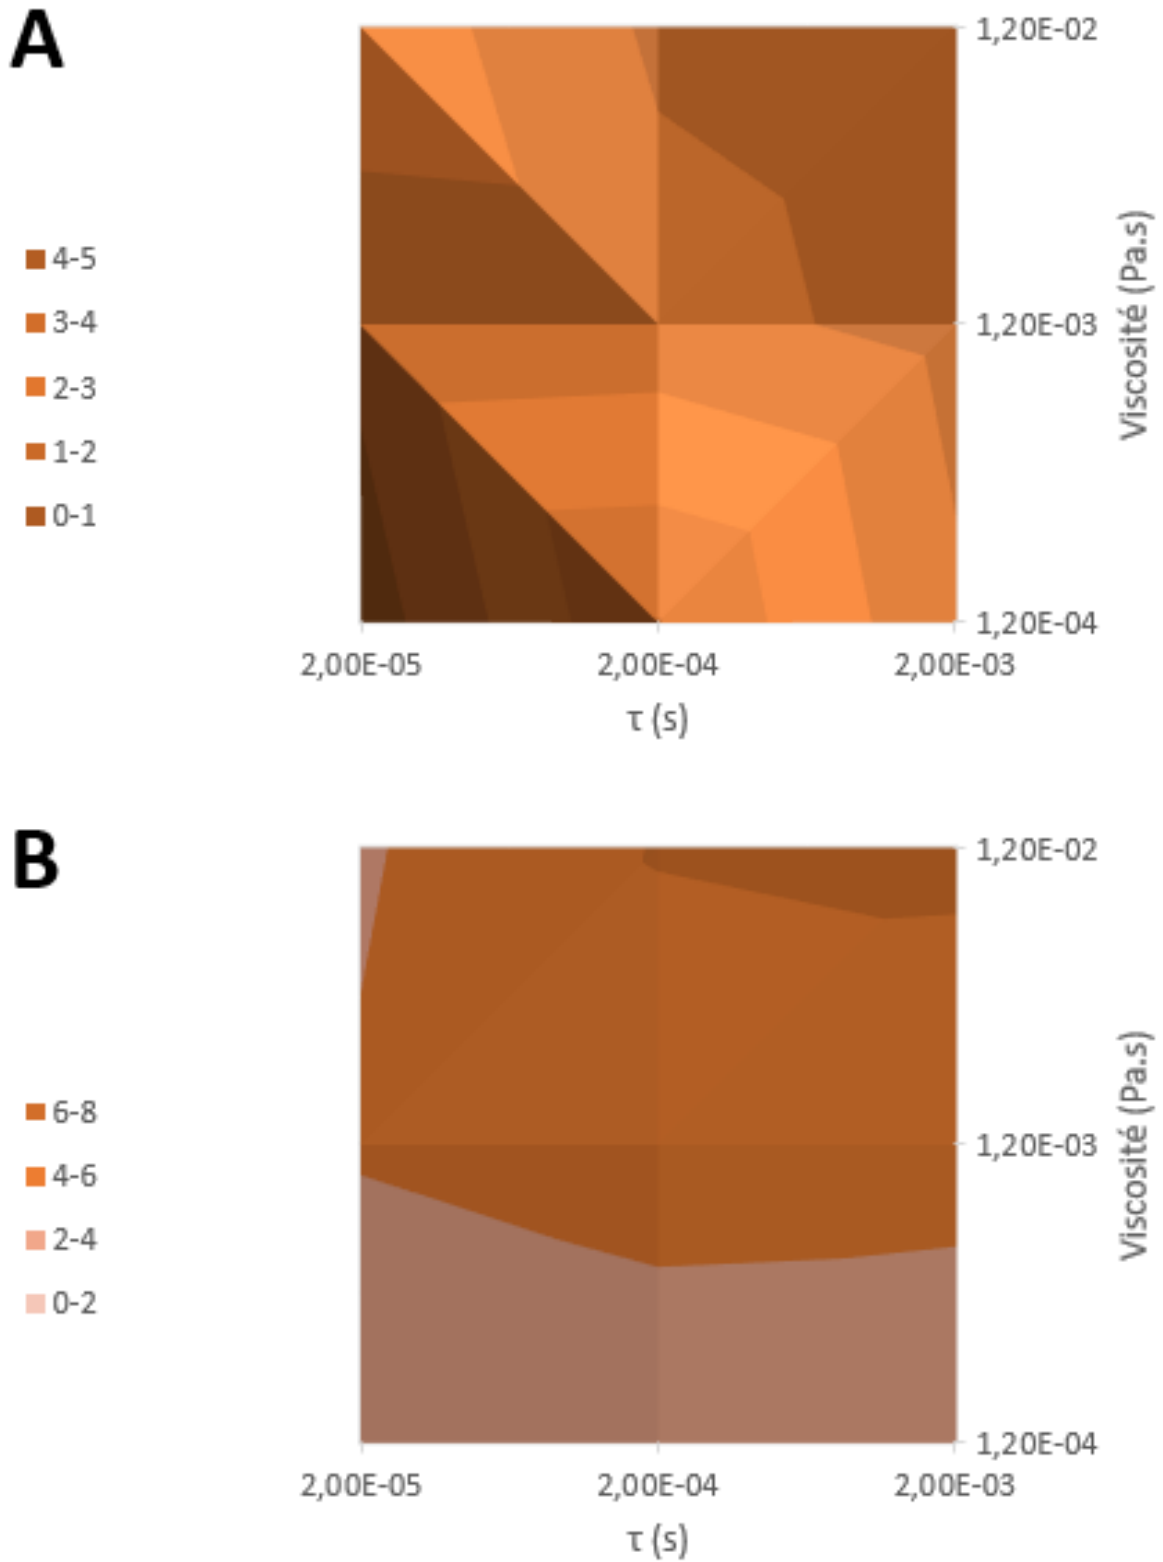 A
1,20E-02
4-5
3-4
2-3
1-2
0-1
1,20E-03
Viscosité (Pa.s)
1,20E-04
2,00E-05 2,00E-04 2,00E-03
τ (s)
B
1,20E-02
6-8
4-6
2-4
0-2
1,20E-03
Viscosité (Pa.s)
1,20E-04
2,00E-05 2,00E-04 2,00E-03
τ (s)